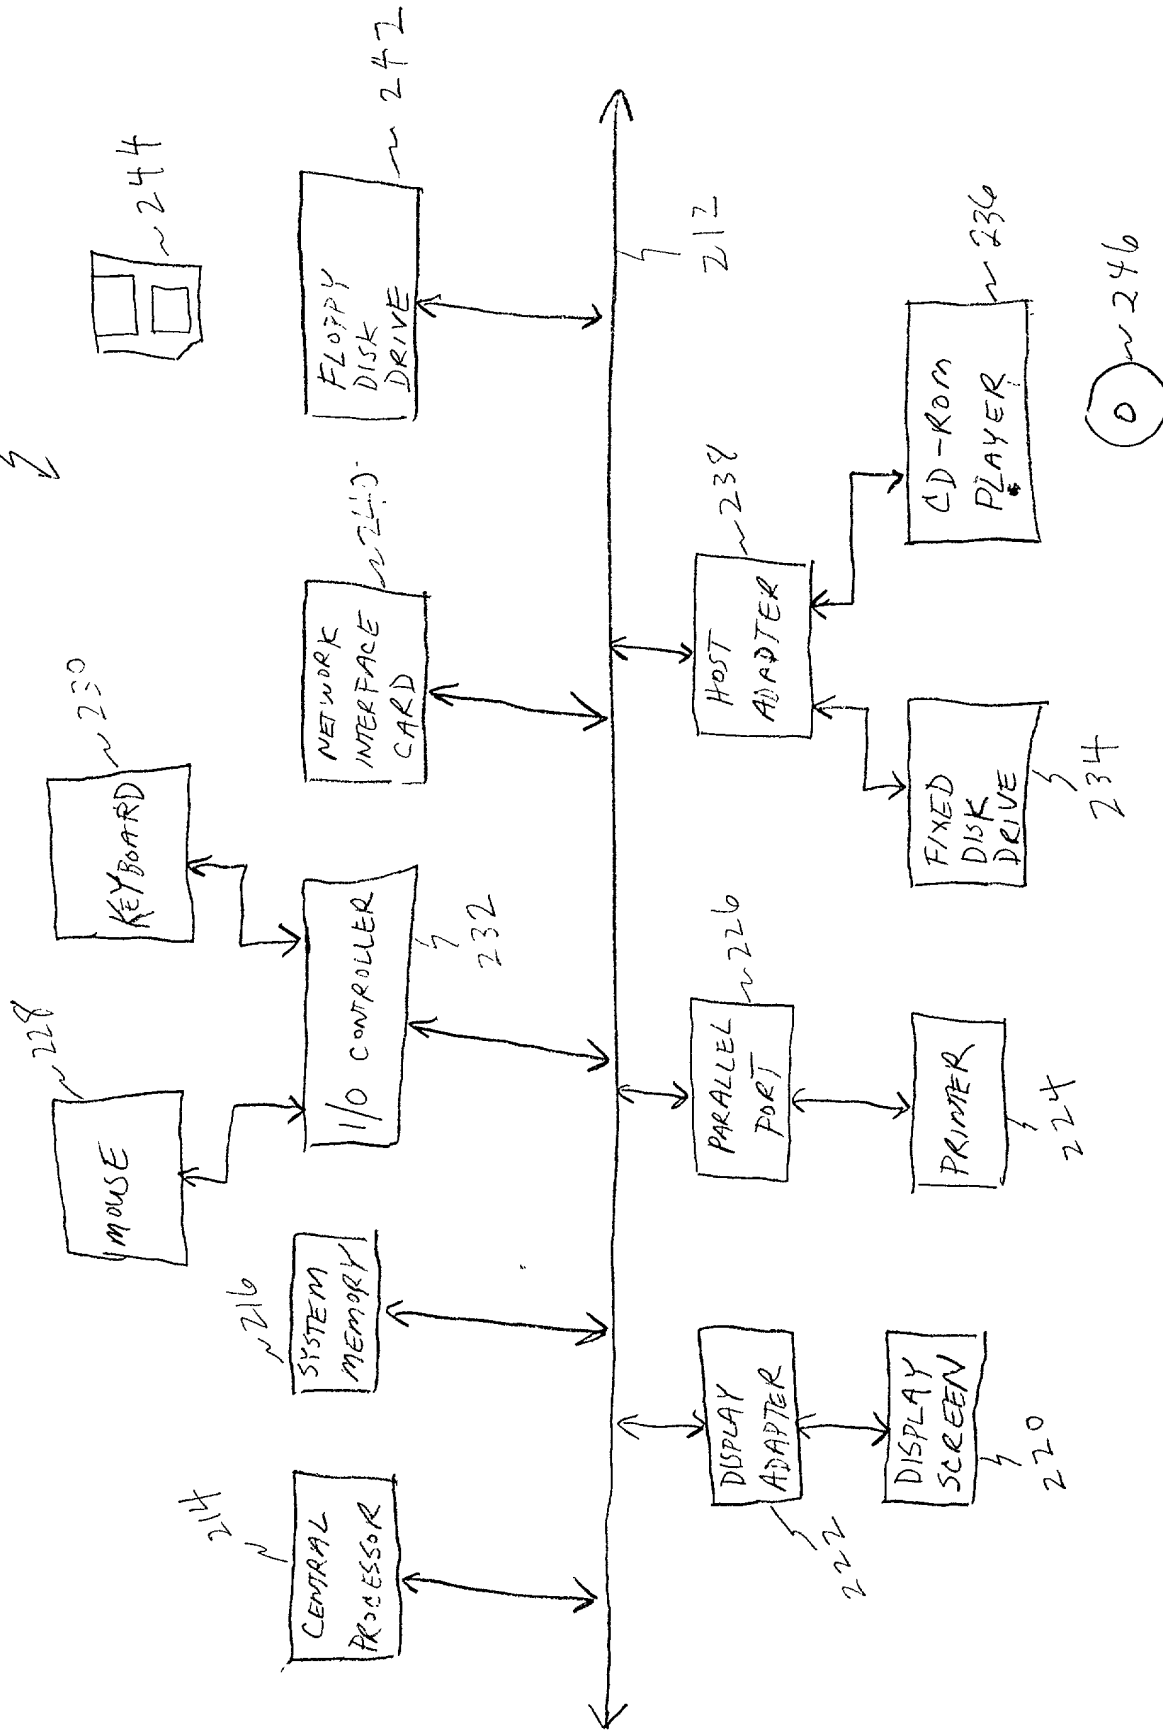 244
242
230
228
KEYBOARD
MOUSE
240
216
214
CENTRAL
PROCESSOR
SYSTEM
MEMORY
I/O CONTROLLER
232
NETWORK
INTERFACE
CARD
FLOPPY
DISK
DRIVE
212
DISPLAY
ADAPTER
222
PARALLEL
PORT
226
HOST
ADAPTER
238
DISPLAY
SCREEN
220
PRINTER
224
FIXED
DISK
DRIVE
234
CD-ROM
PLAYER
236
246